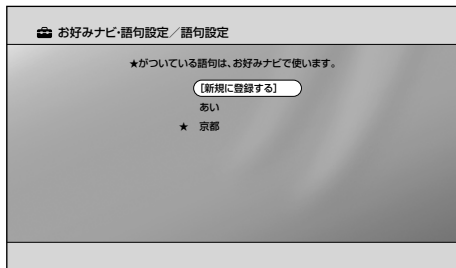 お好みナビ・語句設定／語句設定
★がついている語句は、お好みナビで使います。
［新規に登録する］
あい
★ 京都